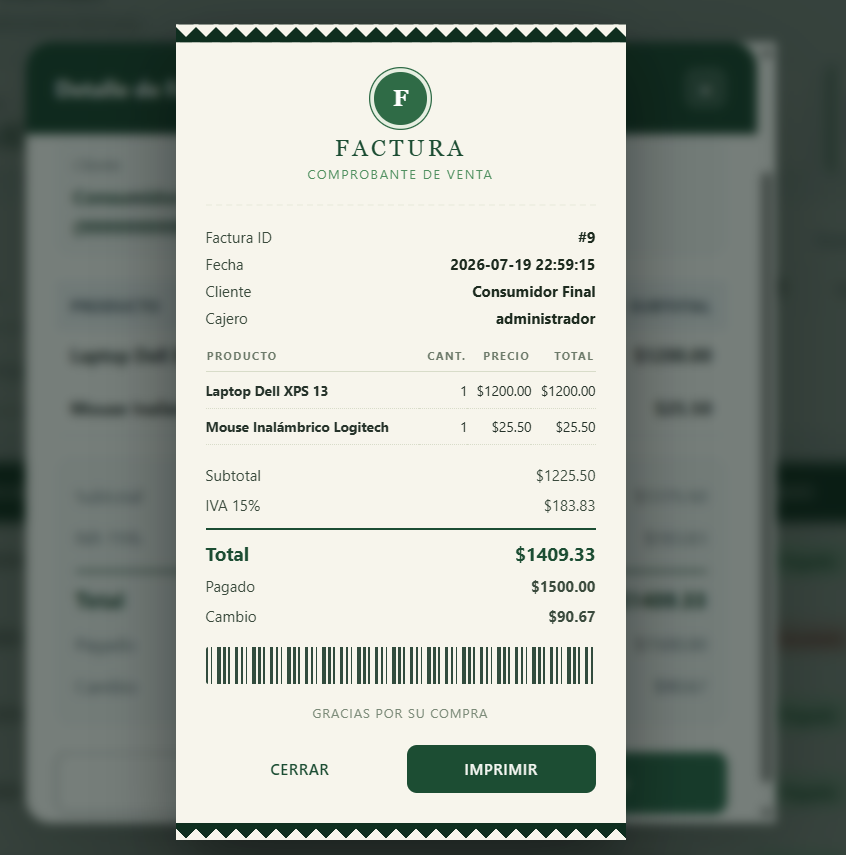 F
FACTURA
COMPROBANTE DE VENTA
Factura ID #9
Fecha 2026-07-19 22:59:15
Cliente Consumidor Final
Cajero administrador
PRODUCTO CANT. PRECIO TOTAL
Laptop Dell XPS 13 1 $1200.00 $1200.00
Mouse Inalámbrico Logitech 1 $25.50 $25.50
Subtotal $1225.50
IVA 15% $183.83
Total $1409.33
Pagado $1500.00
Cambio $90.67
GRACIAS POR SU COMPRA
CERRAR IMPRIMIR